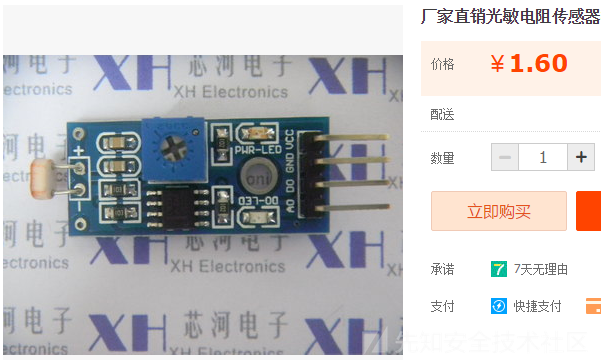 厂家直销光敏电阻传感器
价格
¥1.60
配送
数量
1
立即购买
承诺
7天无理由
支付
快捷支付
芯河电子
XH
XH Electronics
PWR-LED
VCC
GND
DO
AO
DO-LED
先知安全技术社区